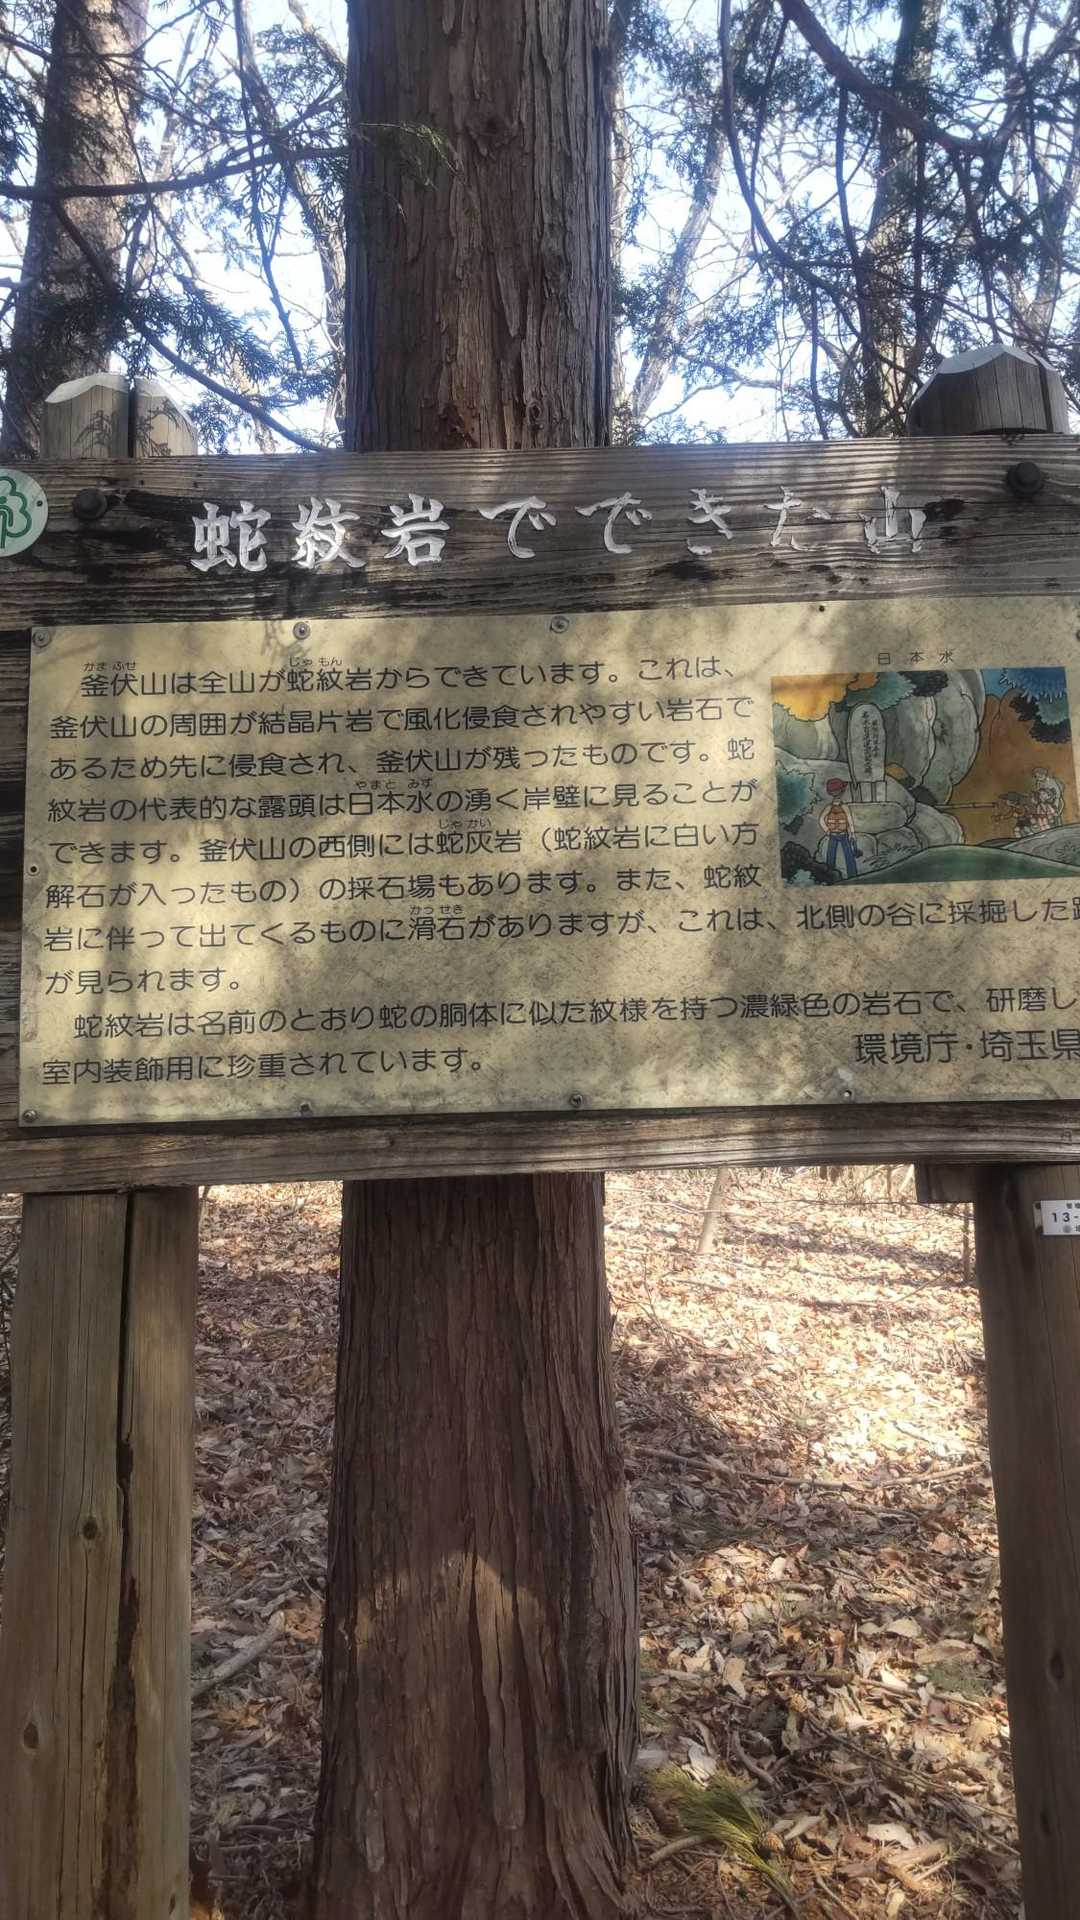 蛇紋岩でできた山
日本水
かまふせ じゃもん
釜伏山は全山が蛇紋岩からできています。これは、
釜伏山の周囲が結晶片岩で風化侵食されやすい岩石で
あるため先に侵食され、釜伏山が残ったものです。蛇
やまと みず
紋岩の代表的な露頭は日本水の湧く岸壁に見ることが
じゃかい
できます。釜伏山の西側には蛇灰岩（蛇紋岩に白い方
解石が入ったもの）の採石場もあります。また、蛇紋
かっせき
岩に伴って出てくるものに滑石がありますが、これは、北側の谷に採掘した跡
が見られます。
蛇紋岩は名前のとおり蛇の胴体に似た紋様を持つ濃緑色の岩石で、研磨し
室内装飾用に珍重されています。
環境庁・埼玉県
13-